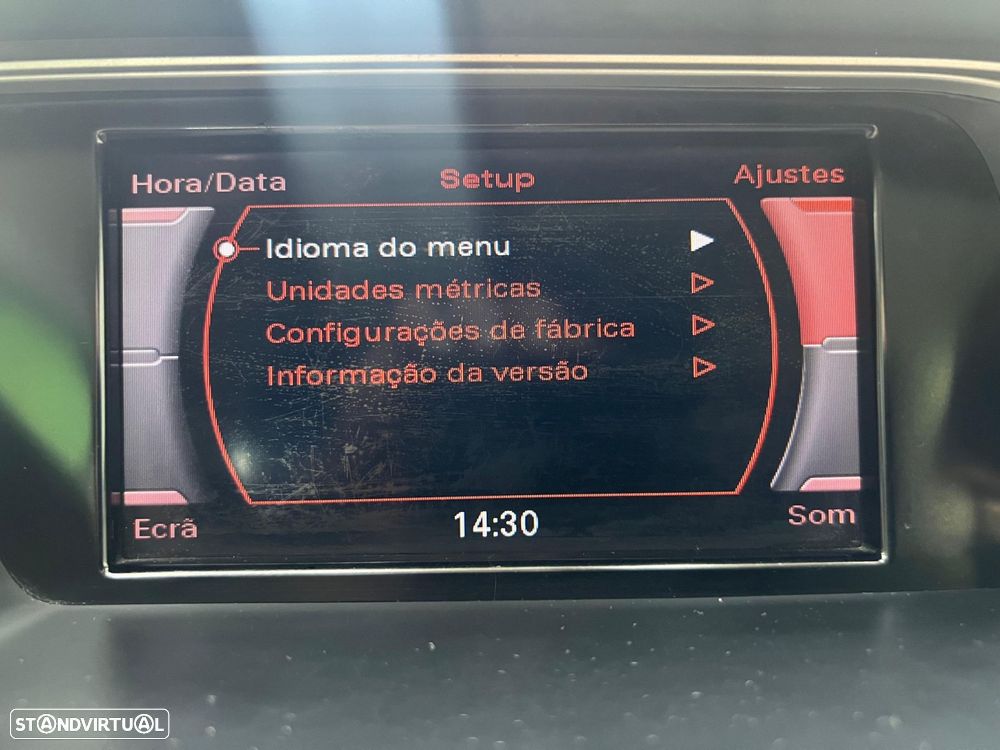 Hora/Data Setup Ajustes
Idioma do menu
Unidades métricas
Configurações de fábrica
Informação da versão
Ecrã 14:30 Som
STANDVIRTUAL